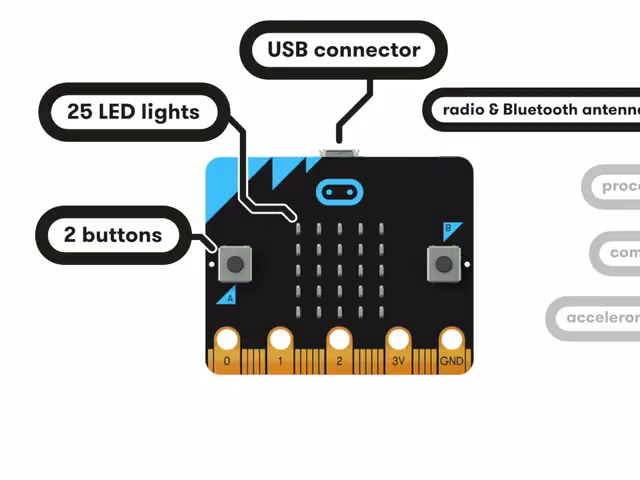 USB connector
25 LED lights
radio & Bluetooth antenn
2 buttons
B
A
0
1
2
3V
GND